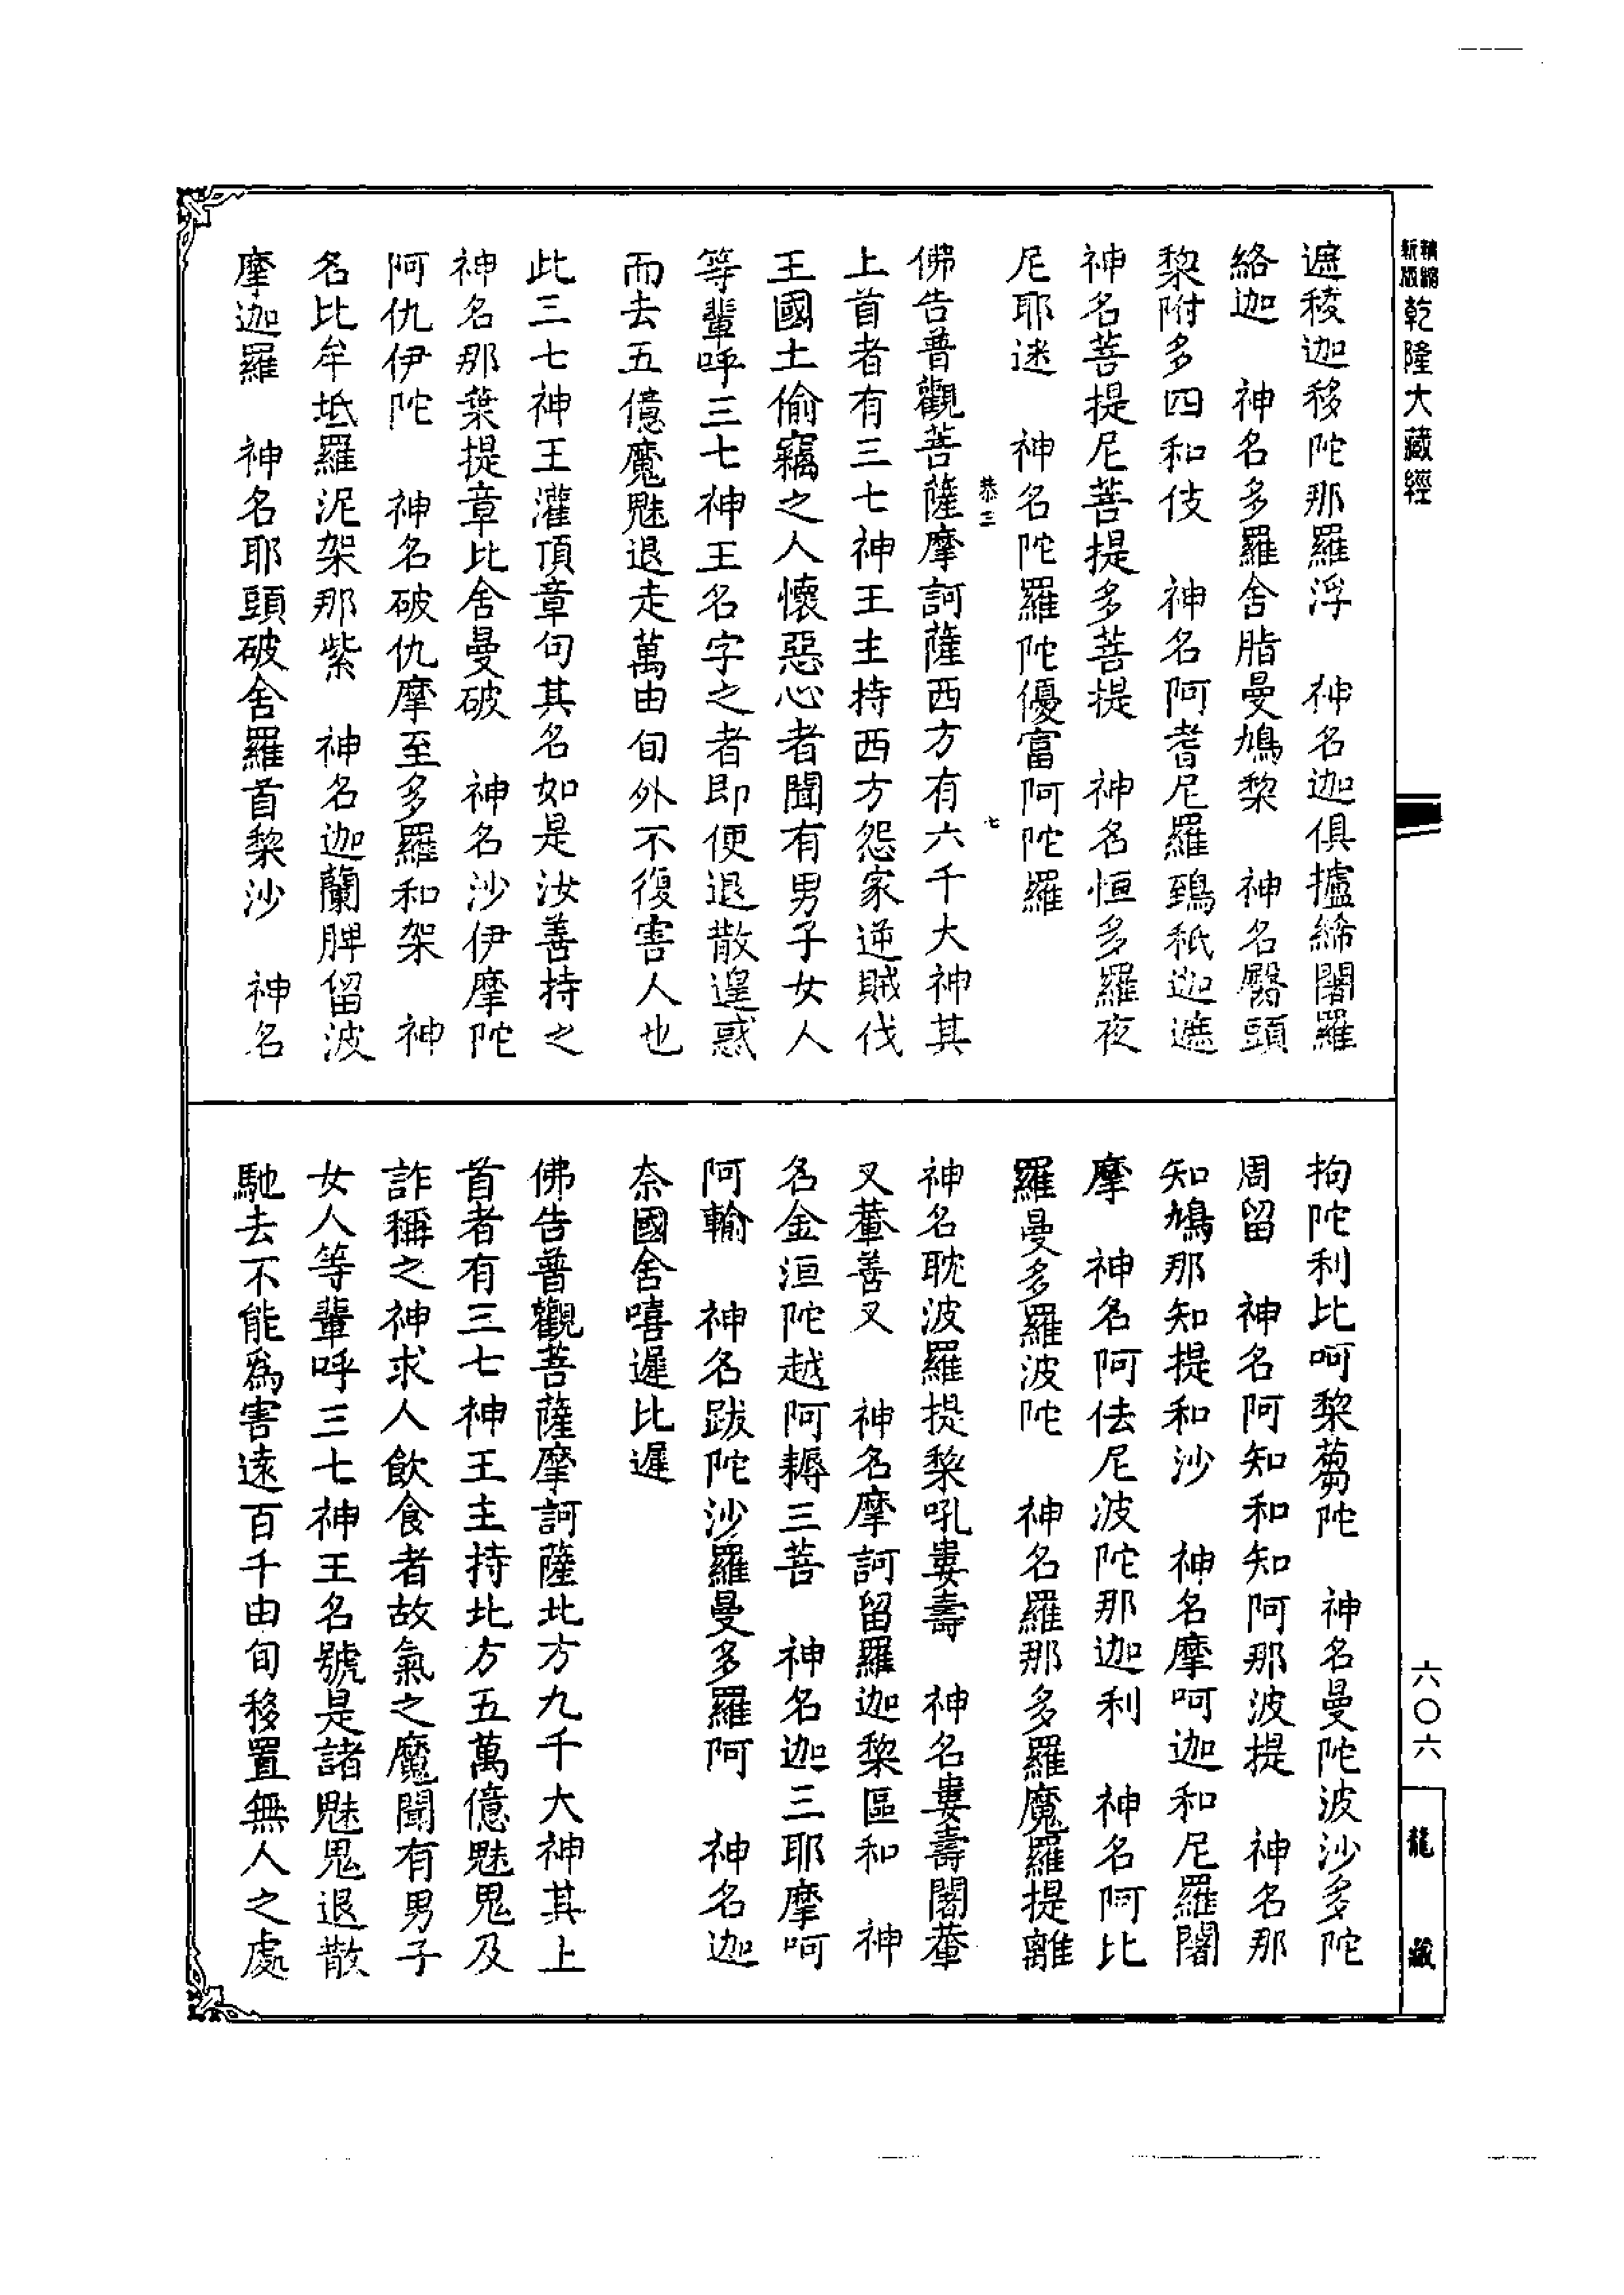 新版
精縮
乾隆大藏經
六〇六
龍藏
遮稜迦移陀那羅浮　神名迦俱攎締闍羅
絡迦　神名多羅舍脂曼鳩黎　神名醫頭
黎附多四和伎　神名阿耆尼羅鵄秖迦遮
神名菩提尼菩提多菩提　神名恒多羅夜
尼耶迷　神名陀羅陀優富阿陀羅
恭三　七
佛告普觀菩薩摩訶薩西方有六千大神其
上首者有三七神王主持西方怨家逆賊伐
王國土偷竊之人懷惡心者聞有男子女人
等輩呼三七神王名字之者即便退散遑惑
而去五億魔魅退走萬由旬外不復害人也
此三七神王灌頂章句其名如是汝善持之
神名那葉提章比舍曼破　神名沙伊摩陀
阿仇伊陀　神名破仇摩至多羅和架　神
名比牟坻羅泥架那紫　神名迦蘭脾留波
摩迦羅　神名耶頭破舍羅首黎沙　神名
拘陀利比呵黎蒭陀　神名曼陀波沙多陀
周留　神名阿知和知阿那波提　神名那
知鳩那知提和沙　神名摩呵迦和尼羅闍
摩　神名阿佉尼波陀那迦利　神名阿比
羅曼多羅波陀　神名羅那多羅魔羅提離
神名耽波羅提黎吼婁壽　神名婁壽闍葷
叉葷善叉　神名摩訶留羅迦黎區和　神
名金洹陀越阿耨三菩　神名迦三耶摩呵
阿輸　神名跋陀沙羅曼多羅阿　神名迦
奈國舍嘻遲比遲
佛告普觀菩薩摩訶薩北方九千大神其上
首者有三七神王主持北方五萬億魅鬼及
詐稱之神求人飲食者故氣之魔聞有男子
女人等輩呼三七神王名號是諸魅鬼退散
馳去不能為害遠百千由旬移置無人之處